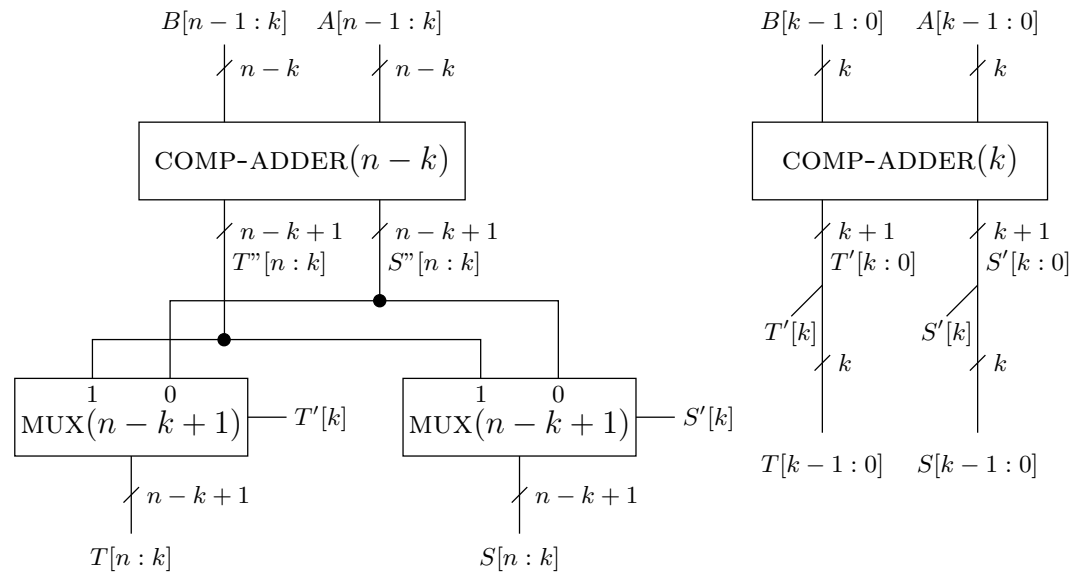 B[n − 1 : k] A[n − 1 : k] B[k − 1 : 0] A[k − 1 : 0]
n − k n − k k k
COMP-ADDER(n − k) COMP-ADDER(k)
n − k + 1 n − k + 1 k + 1 k + 1
T”[n : k] S”[n : k] T′[k : 0] S′[k : 0]
T′[k] S′[k]
k k
1 0 1 0
MUX(n − k + 1) T′[k] MUX(n − k + 1) S′[k]
T[k − 1 : 0] S[k − 1 : 0]
n − k + 1 n − k + 1
T[n : k] S[n : k]